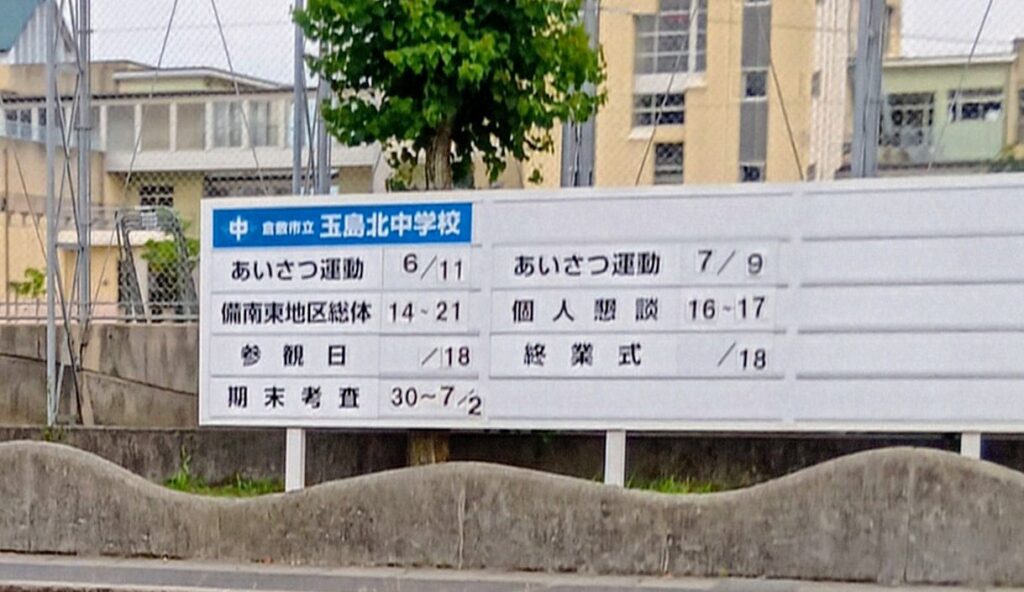 中 倉敷市立 玉島北中学校
あいさつ運動 6/11
備南東地区総体 14~21
参観日 /18
期末考査 30~7/2
あいさつ運動 7/9
個人懇談 16~17
終業式 /18